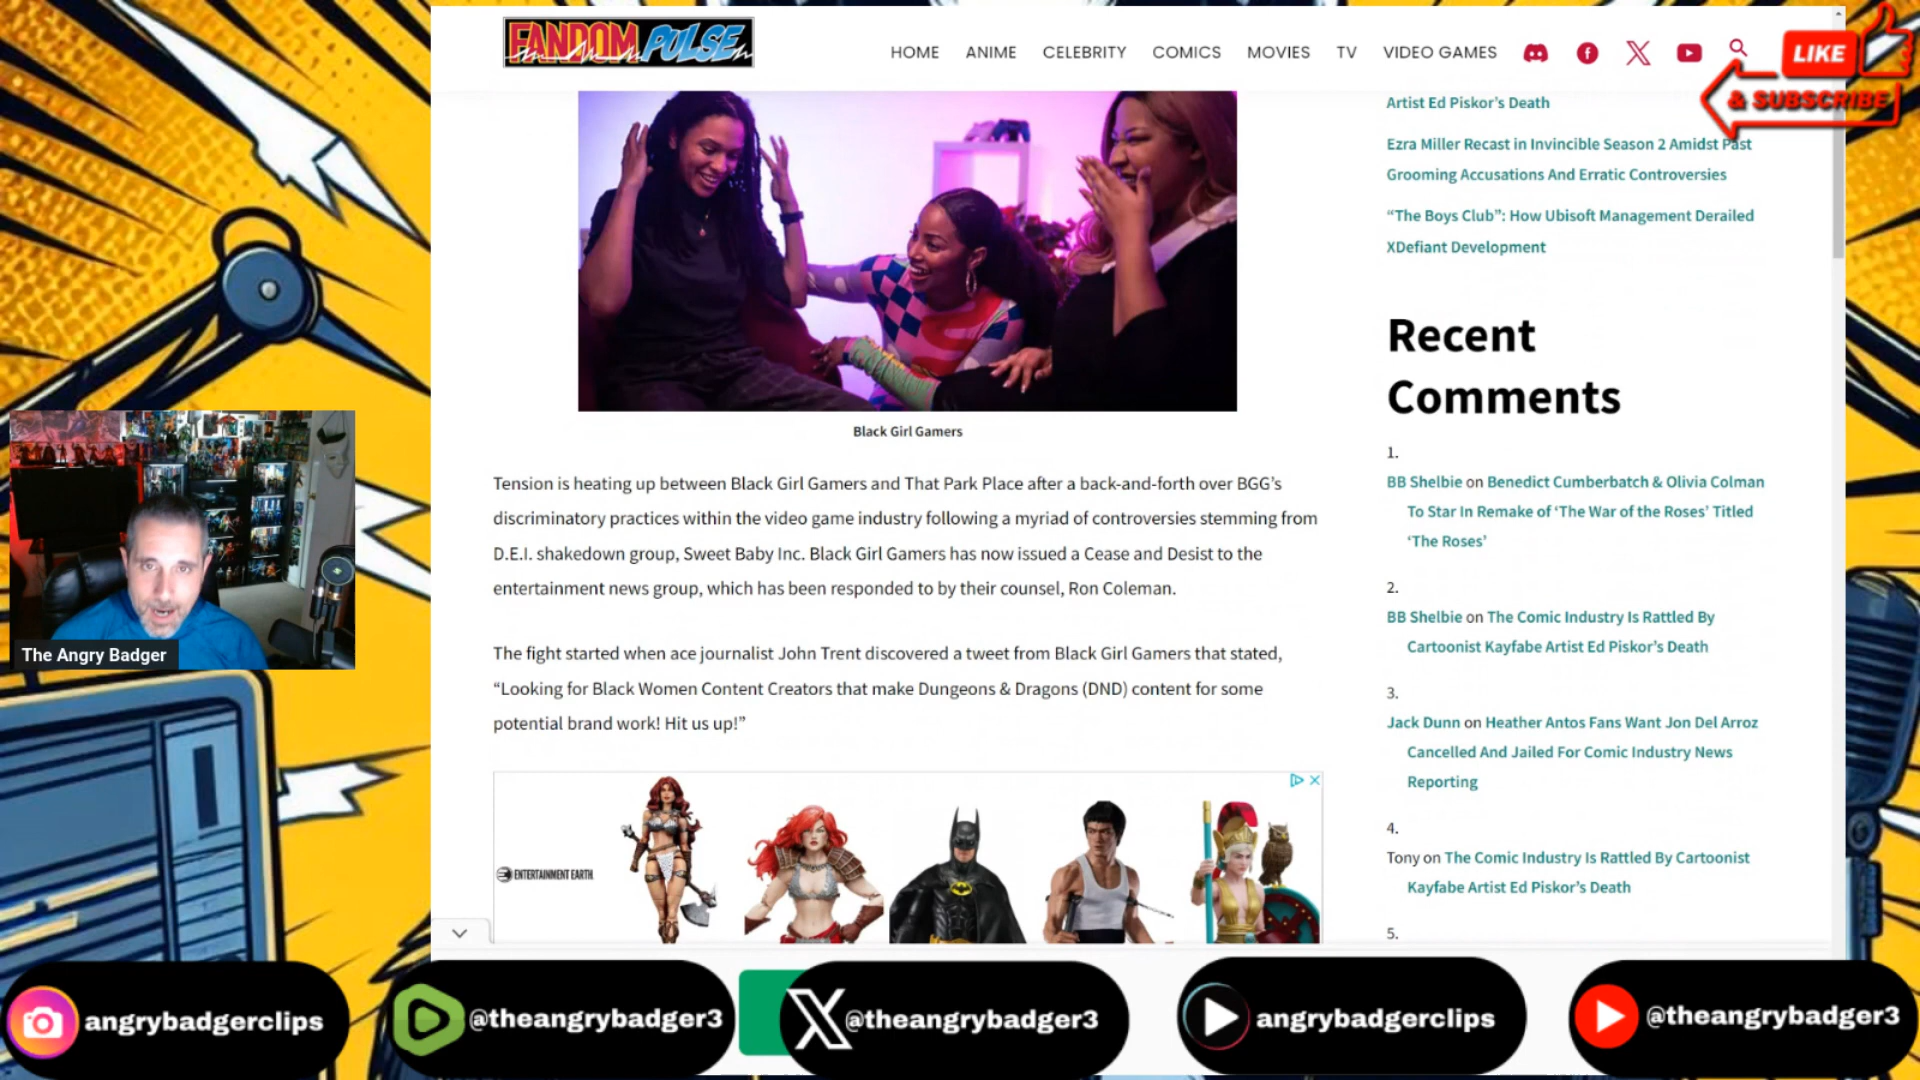 FANDOM PULSE
HOME ANIME CELEBRITY COMICS MOVIES TV VIDEO GAMES
LIKE
& SUBSCRIBE
Black Girl Gamers
Tension is heating up between Black Girl Gamers and That Park Place after a back-and-forth over BGG’s
discriminatory practices within the video game industry following a myriad of controversies stemming from
D.E.I. shakedown group, Sweet Baby Inc. Black Girl Gamers has now issued a Cease and Desist to the
entertainment news group, which has been responded to by their counsel, Ron Coleman.
The fight started when ace journalist John Trent discovered a tweet from Black Girl Gamers that stated,
“Looking for Black Women Content Creators that make Dungeons & Dragons (DND) content for some
potential brand work! Hit us up!”
ENTERTAINMENT EARTH
Artist Ed Piskor’s Death
Ezra Miller Recast in Invincible Season 2 Amidst Past
Grooming Accusations And Erratic Controversies
“The Boys Club”: How Ubisoft Management Derailed
XDefiant Development
Recent
Comments
1.
BB Shelbie on Benedict Cumberbatch & Olivia Colman
To Star In Remake of ‘The War of the Roses’ Titled
‘The Roses’
2.
BB Shelbie on The Comic Industry Is Rattled By
Cartoonist Kayfabe Artist Ed Piskor’s Death
3.
Jack Dunn on Heather Antos Fans Want Jon Del Arroz
Cancelled And Jailed For Comic Industry News
Reporting
4.
Tony on The Comic Industry Is Rattled By Cartoonist
Kayfabe Artist Ed Piskor’s Death
5.
The Angry Badger
angrybadgerclips
@theangrybadger3
@theangrybadger3
angrybadgerclips
@theangrybadger3